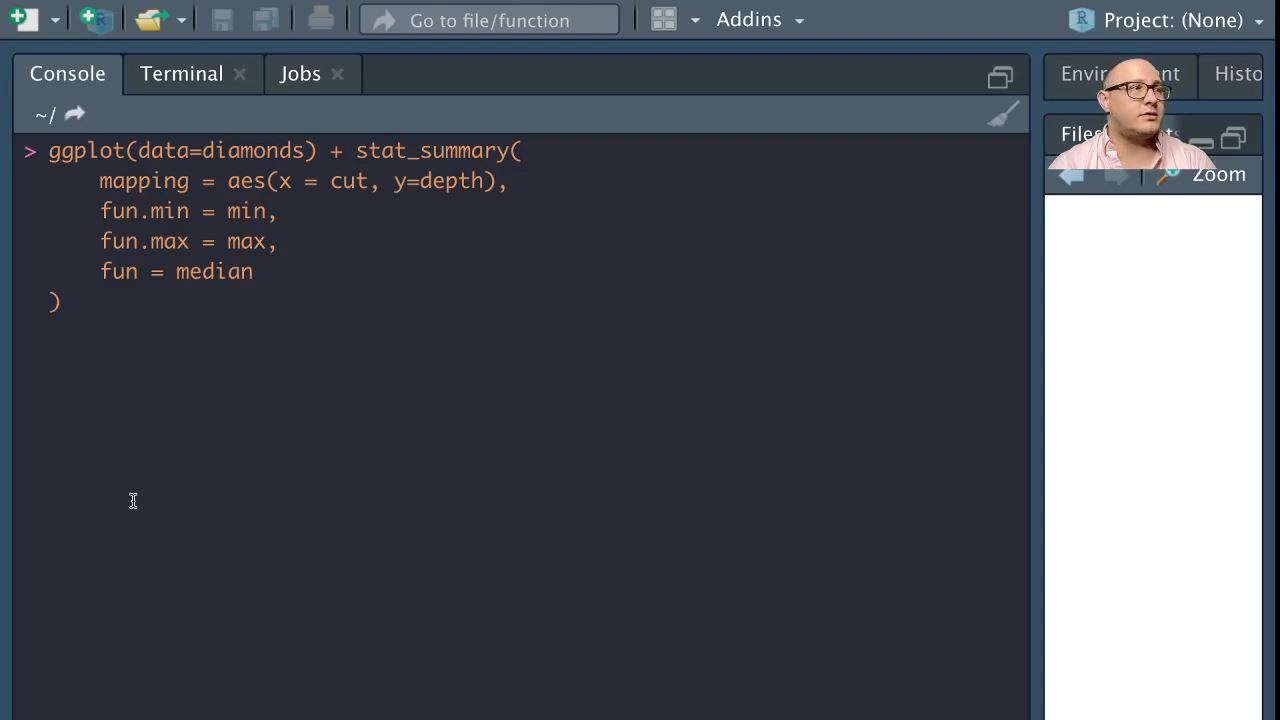 Go to file/function
Addins
Project: (None)
Console
Terminal
Jobs
Histo
~/
Files
Zoom
> ggplot(data=diamonds) + stat_summary(
mapping = aes(x = cut, y=depth),
fun.min = min,
fun.max = max,
fun = median
)